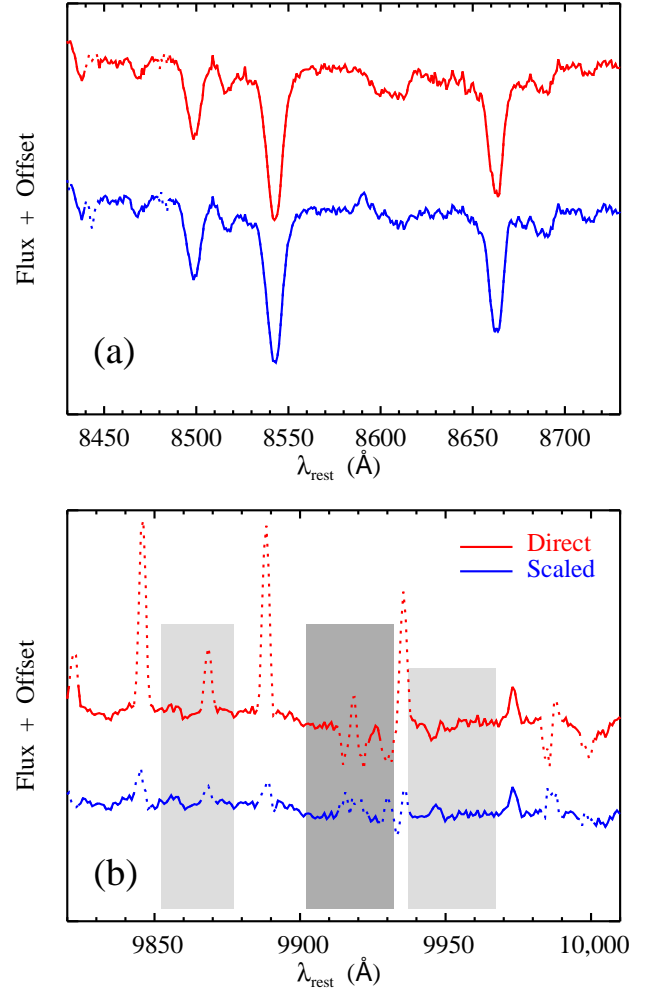 Flux + Offset
(a)
8450 8500 8550 8600 8650 8700
λrest (Å)
Flux + Offset
Direct
Scaled
(b)
9850 9900 9950 10,000
λrest (Å)